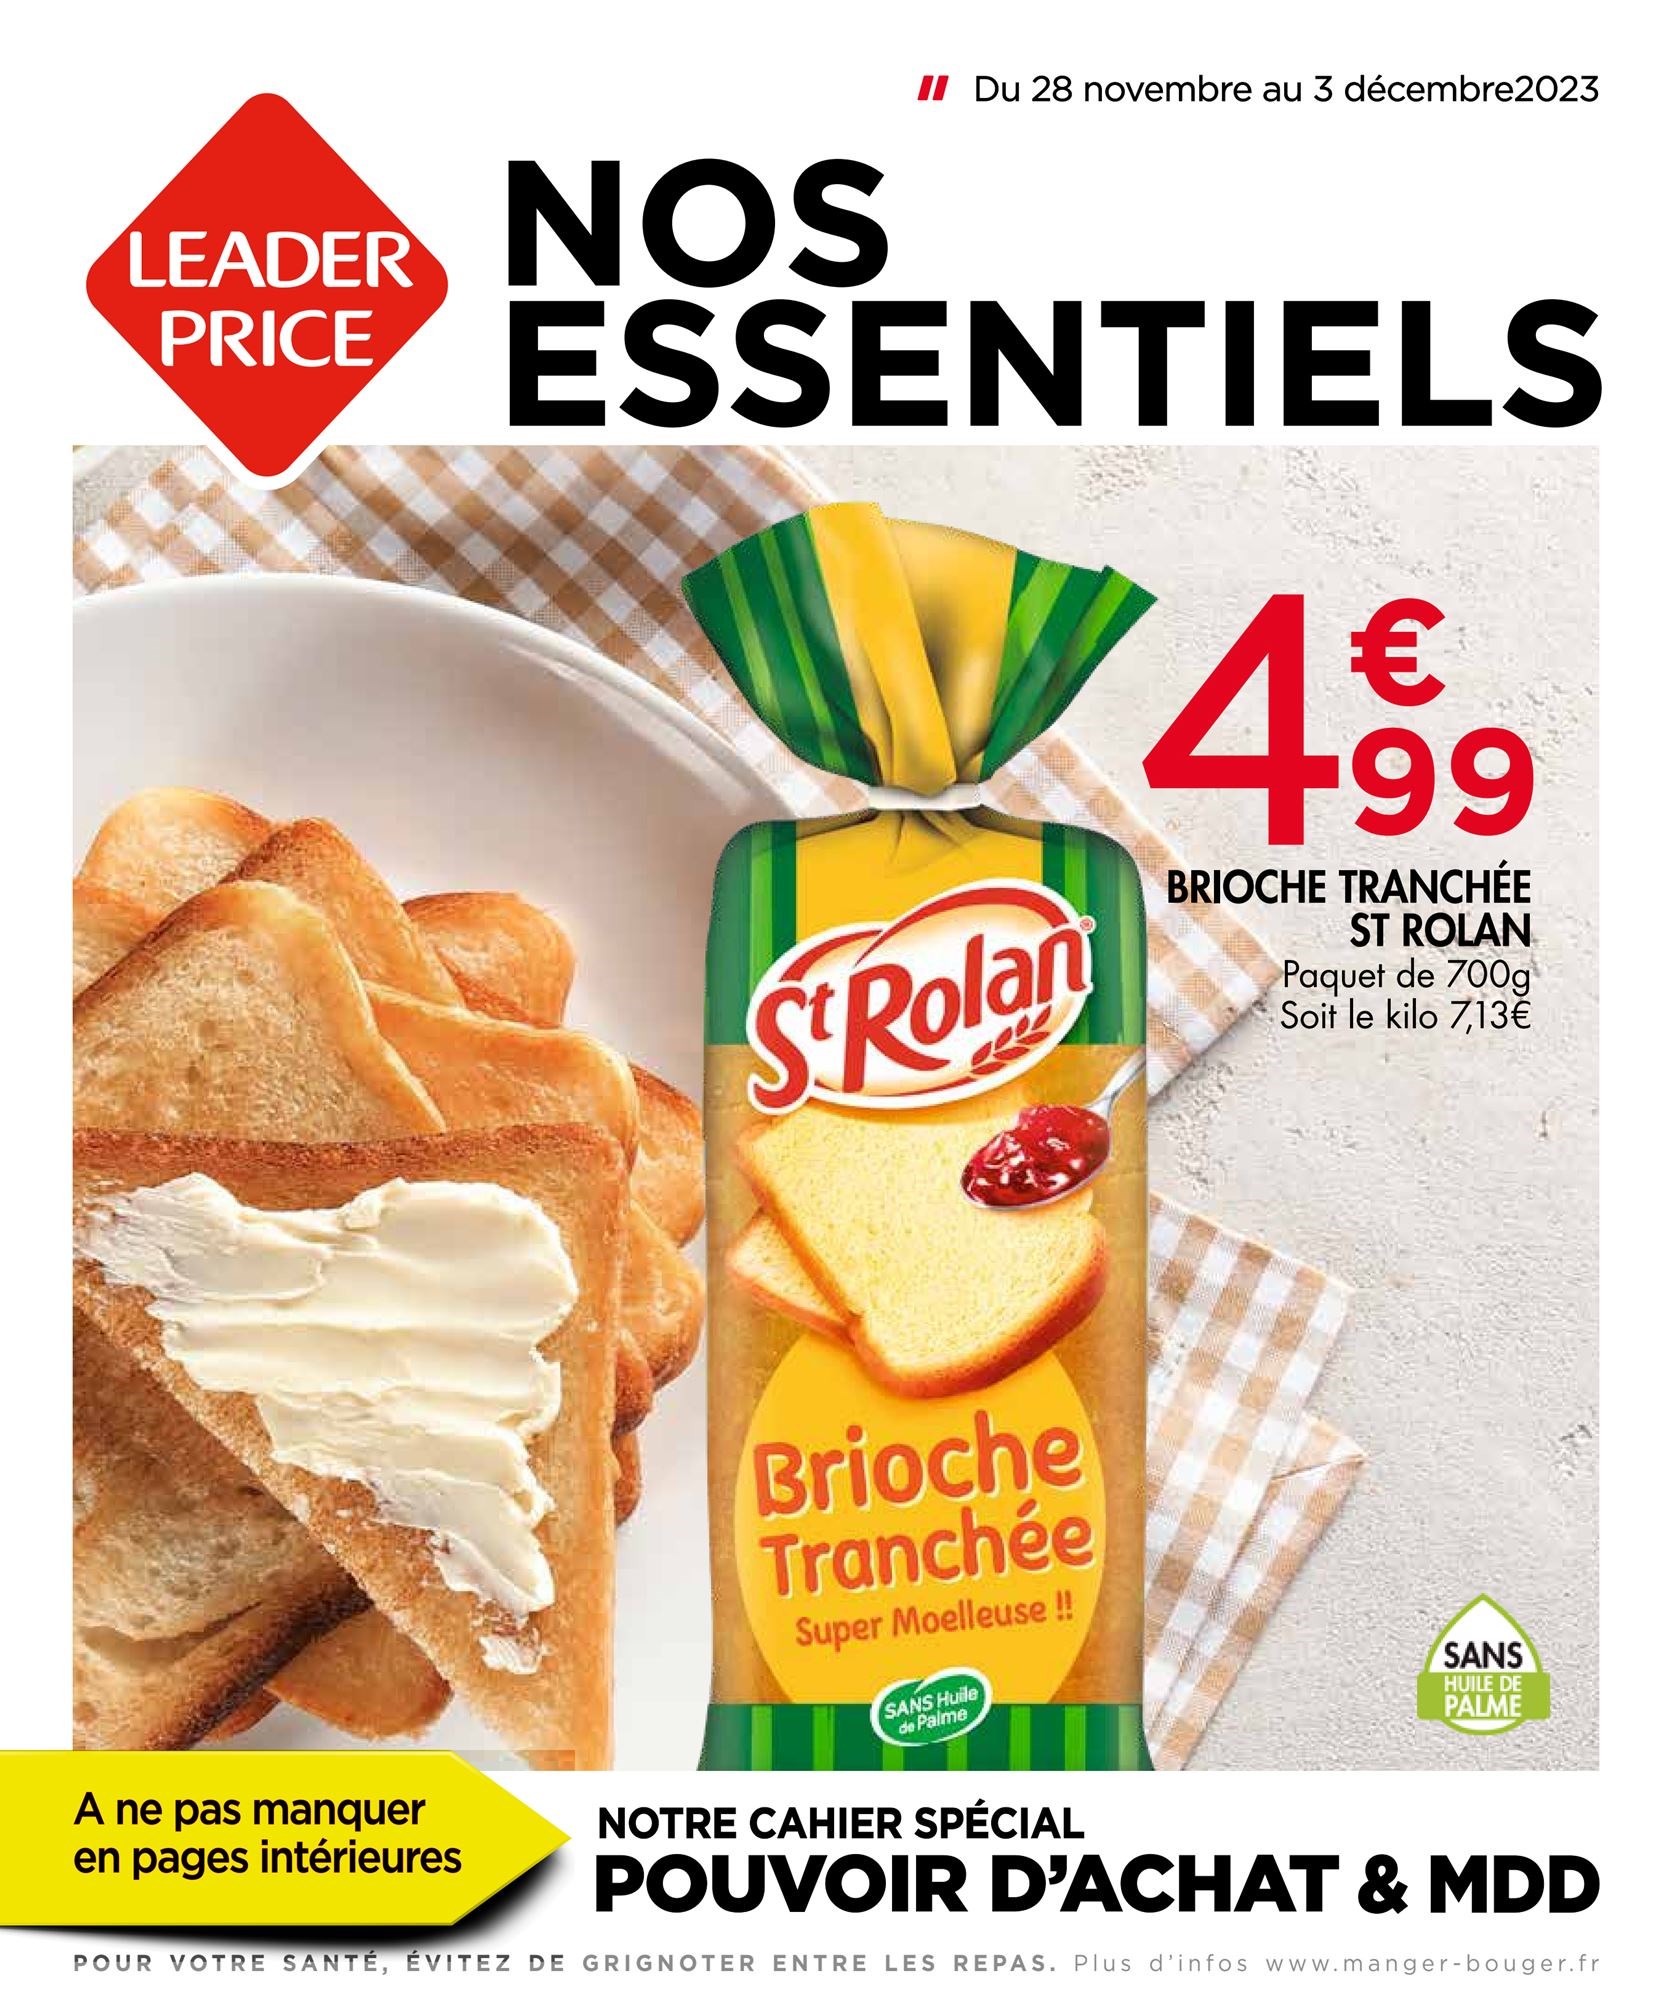 Du 28 novembre au 3 décembre2023
LEADER
PRICE
NOS
ESSENTIELS
4€99
BRIOCHE TRANCHÉE
ST ROLAN
Paquet de 700g
Soit le kilo 7,13€
St Rolan®
Brioche
Tranchée
Super Moelleuse !!
SANS Huile
de Palme
SANS
HUILE DE
PALME
A ne pas manquer
en pages intérieures
NOTRE CAHIER SPÉCIAL
POUVOIR D'ACHAT & MDD
POUR VOTRE SANTÉ, ÉVITEZ DE GRIGNOTER ENTRE LES REPAS. Plus d'infos www.manger-bouger.fr